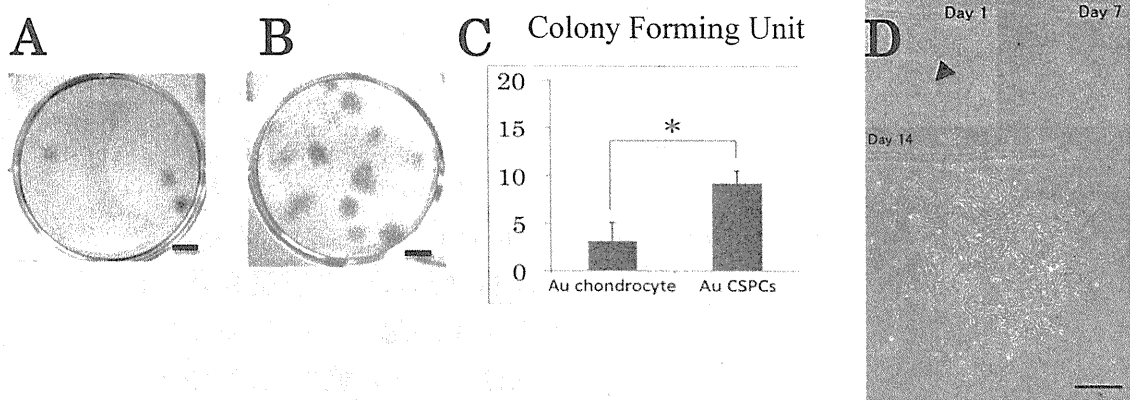 A
B
C
Colony Forming Unit
20
15
10
5
0
*
Au chondrocyte
Au CSPCs
D
Day 1
Day 7
Day 14